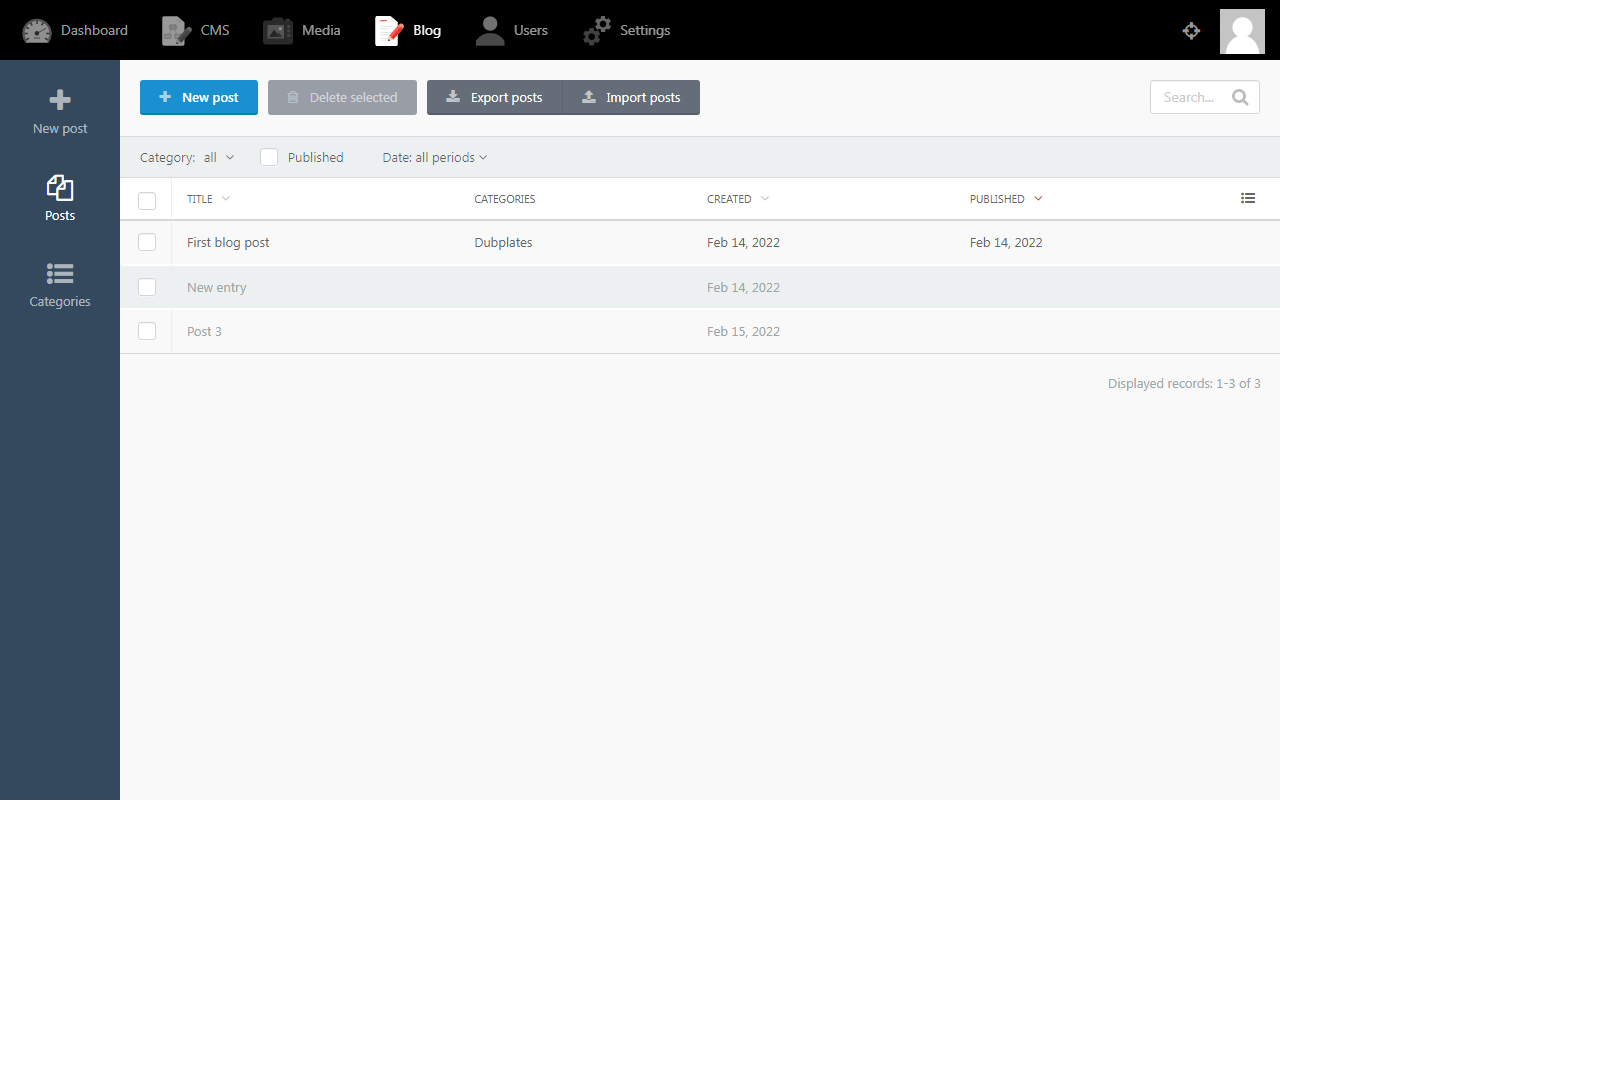 Dashboard CMS Media Blog Users Settings
New post
Posts
Categories
New post Delete selected Export posts Import posts Search...
Category: all Published Date: all periods
TITLE CATEGORIES CREATED PUBLISHED
First blog post Dubplates Feb 14, 2022 Feb 14, 2022
New entry Feb 14, 2022
Post 3 Feb 15, 2022
Displayed records: 1-3 of 3